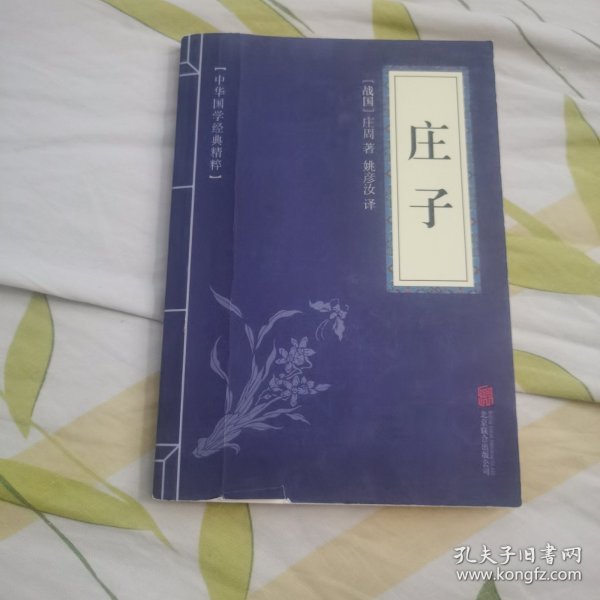 庄子
[战国]庄周 著 姚彦汝 译
【中华国学经典精粹】
北京联合出版公司
孔夫子旧书网
www.kongfz.com